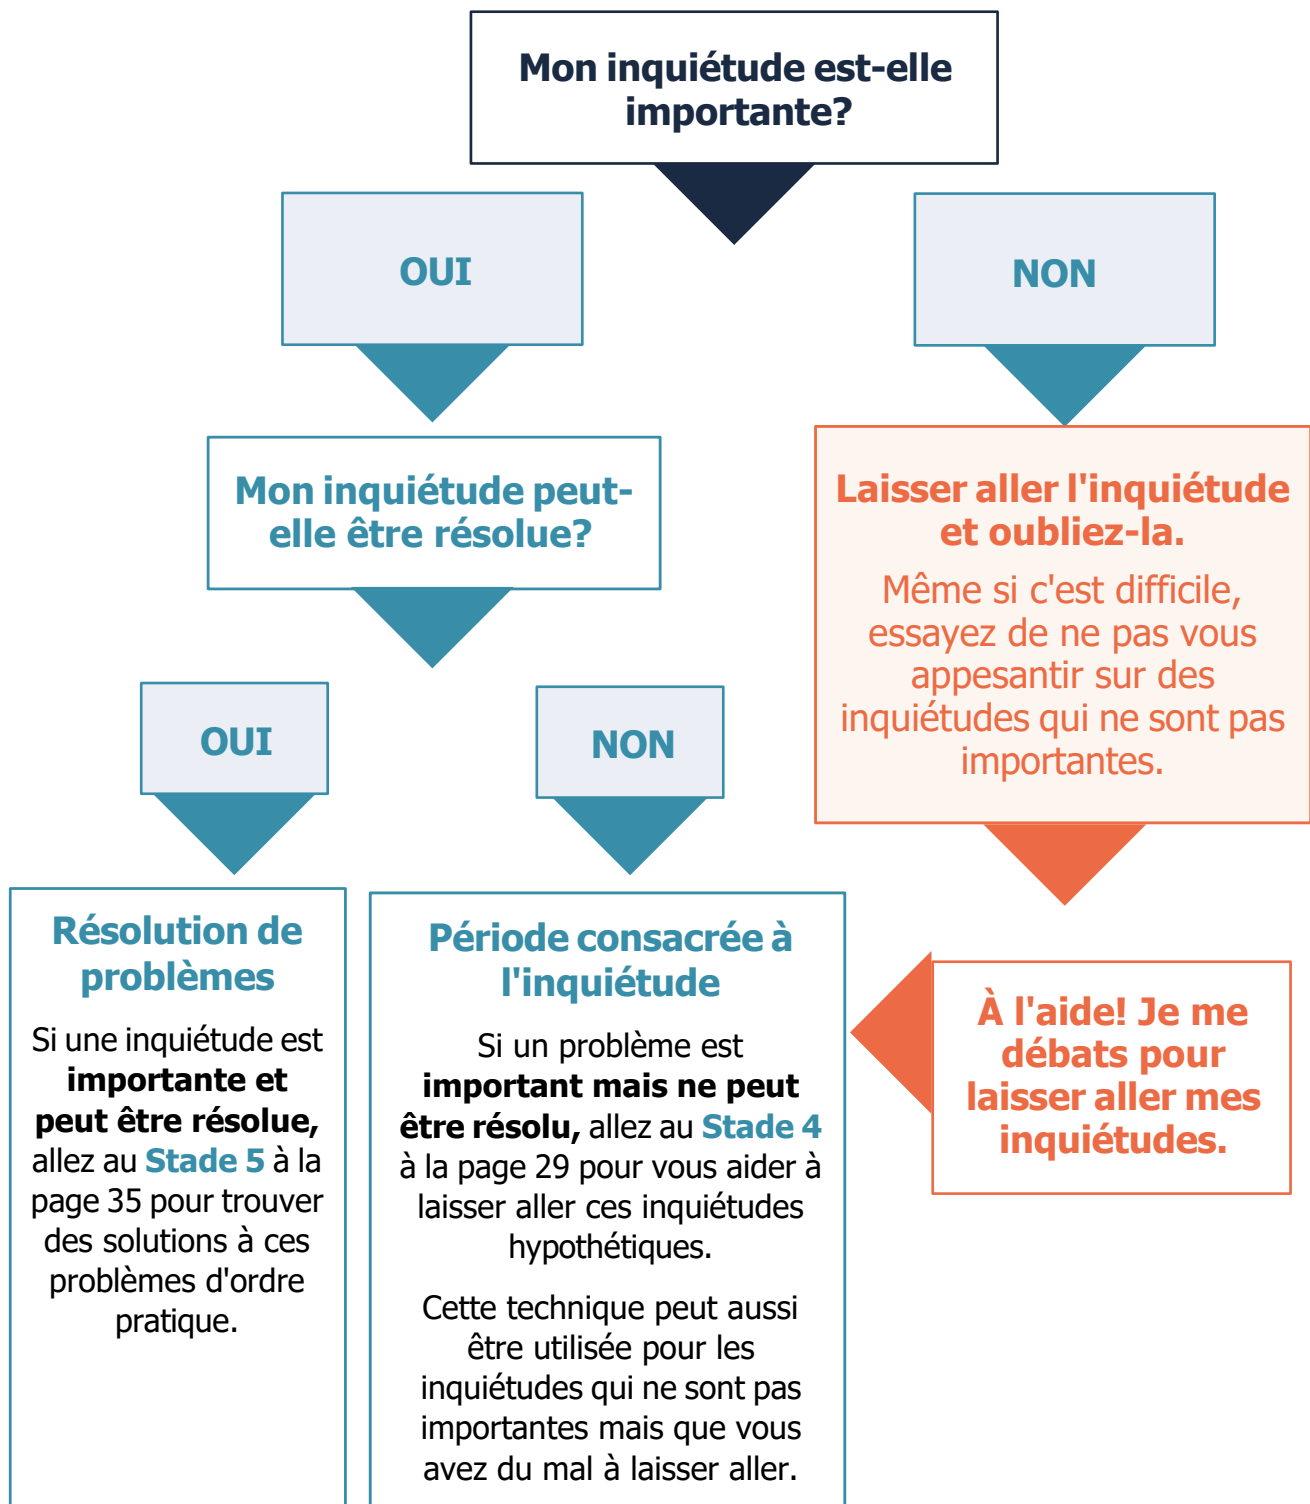 Mon inquiétude est-elle
importante?
OUI
NON
Mon inquiétude peut-
elle être résolue?
Laisser aller l'inquiétude
et oubliez-la.
Même si c'est difficile,
essayez de ne pas vous
appesantir sur des
inquiétudes qui ne sont pas
importantes.
OUI
NON
Résolution de
problèmes
Si une inquiétude est
importante et
peut être résolue,
allez au Stade 5 à la
page 35 pour trouver
des solutions à ces
problèmes d'ordre
pratique.
Période consacrée à
l'inquiétude
Si un problème est
important mais ne peut
être résolu, allez au Stade 4
à la page 29 pour vous aider à
laisser aller ces inquiétudes
hypothétiques.
Cette technique peut aussi
être utilisée pour les
inquiétudes qui ne sont pas
importantes mais que vous
avez du mal à laisser aller.
À l'aide! Je me
débats pour
laisser aller mes
inquiétudes.